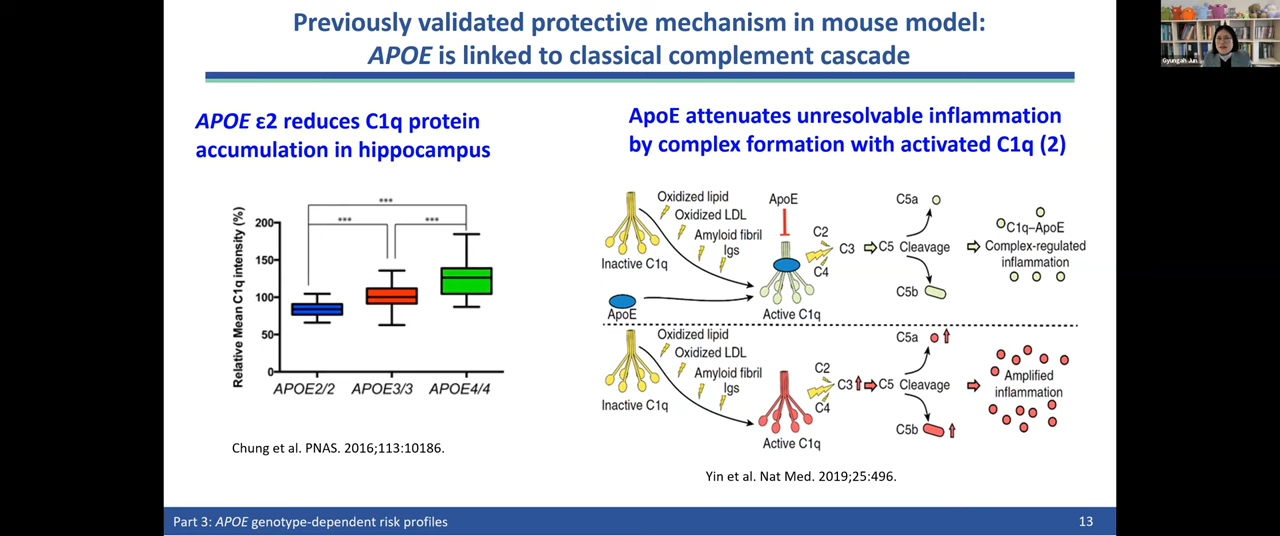 Previously validated protective mechanism in mouse model:
APOE is linked to classical complement cascade
Gyungah Jun
APOE ε2 reduces C1q protein
accumulation in hippocampus
Relative Mean C1q intensity (%)
200
150
100
50
0
***
***
***
APOE2/2 APOE3/3 APOE4/4
Chung et al. PNAS. 2016;113:10186.
ApoE attenuates unresolvable inflammation
by complex formation with activated C1q (2)
Oxidized lipid
Oxidized LDL
Amyloid fibril
Igs
Inactive C1q
ApoE
ApoE
Active C1q
C2
C4
C3
C5 Cleavage
C5a
C5b
C1q–ApoE
Complex-regulated
inflammation
Oxidized lipid
Oxidized LDL
Amyloid fibril
Igs
Inactive C1q
Active C1q
C2
C4
C3
C5 Cleavage
C5a
C5b
Amplified
inflammation
Yin et al. Nat Med. 2019;25:496.
Part 3: APOE genotype-dependent risk profiles
13